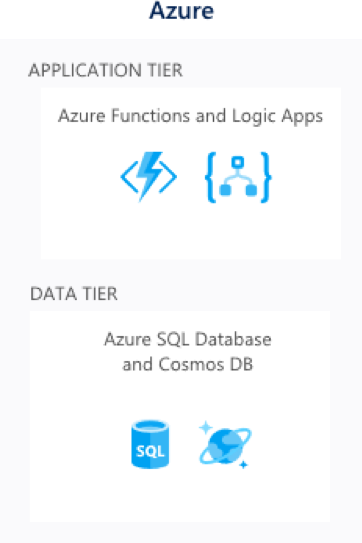 Azure
APPLICATION TIER
Azure Functions and Logic Apps
DATA TIER
Azure SQL Database
and Cosmos DB
SQL